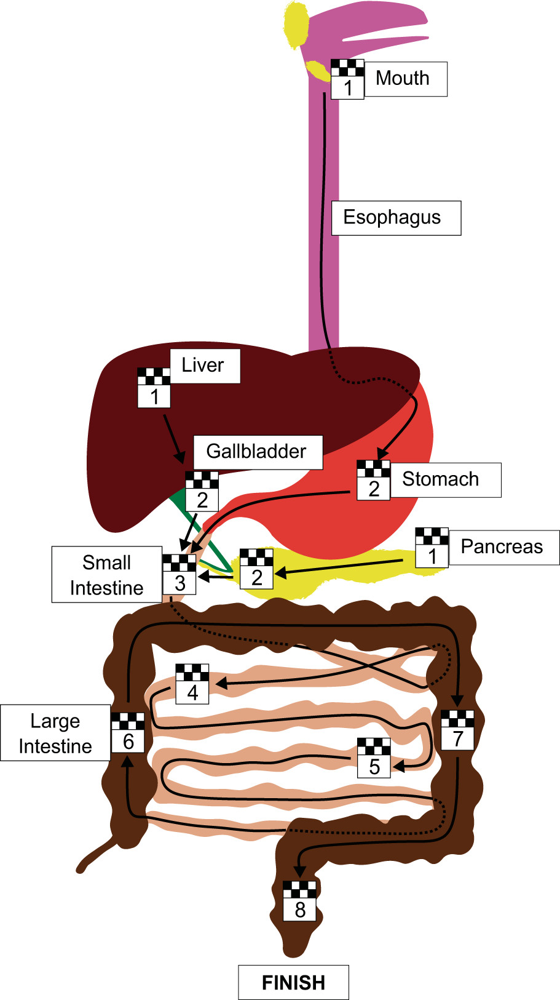 1
Mouth
Esophagus
Liver
1
Gallbladder
2
Stomach
2
Pancreas
1
2
Small
Intestine
3
4
Large
Intestine
6
7
5
8
FINISH